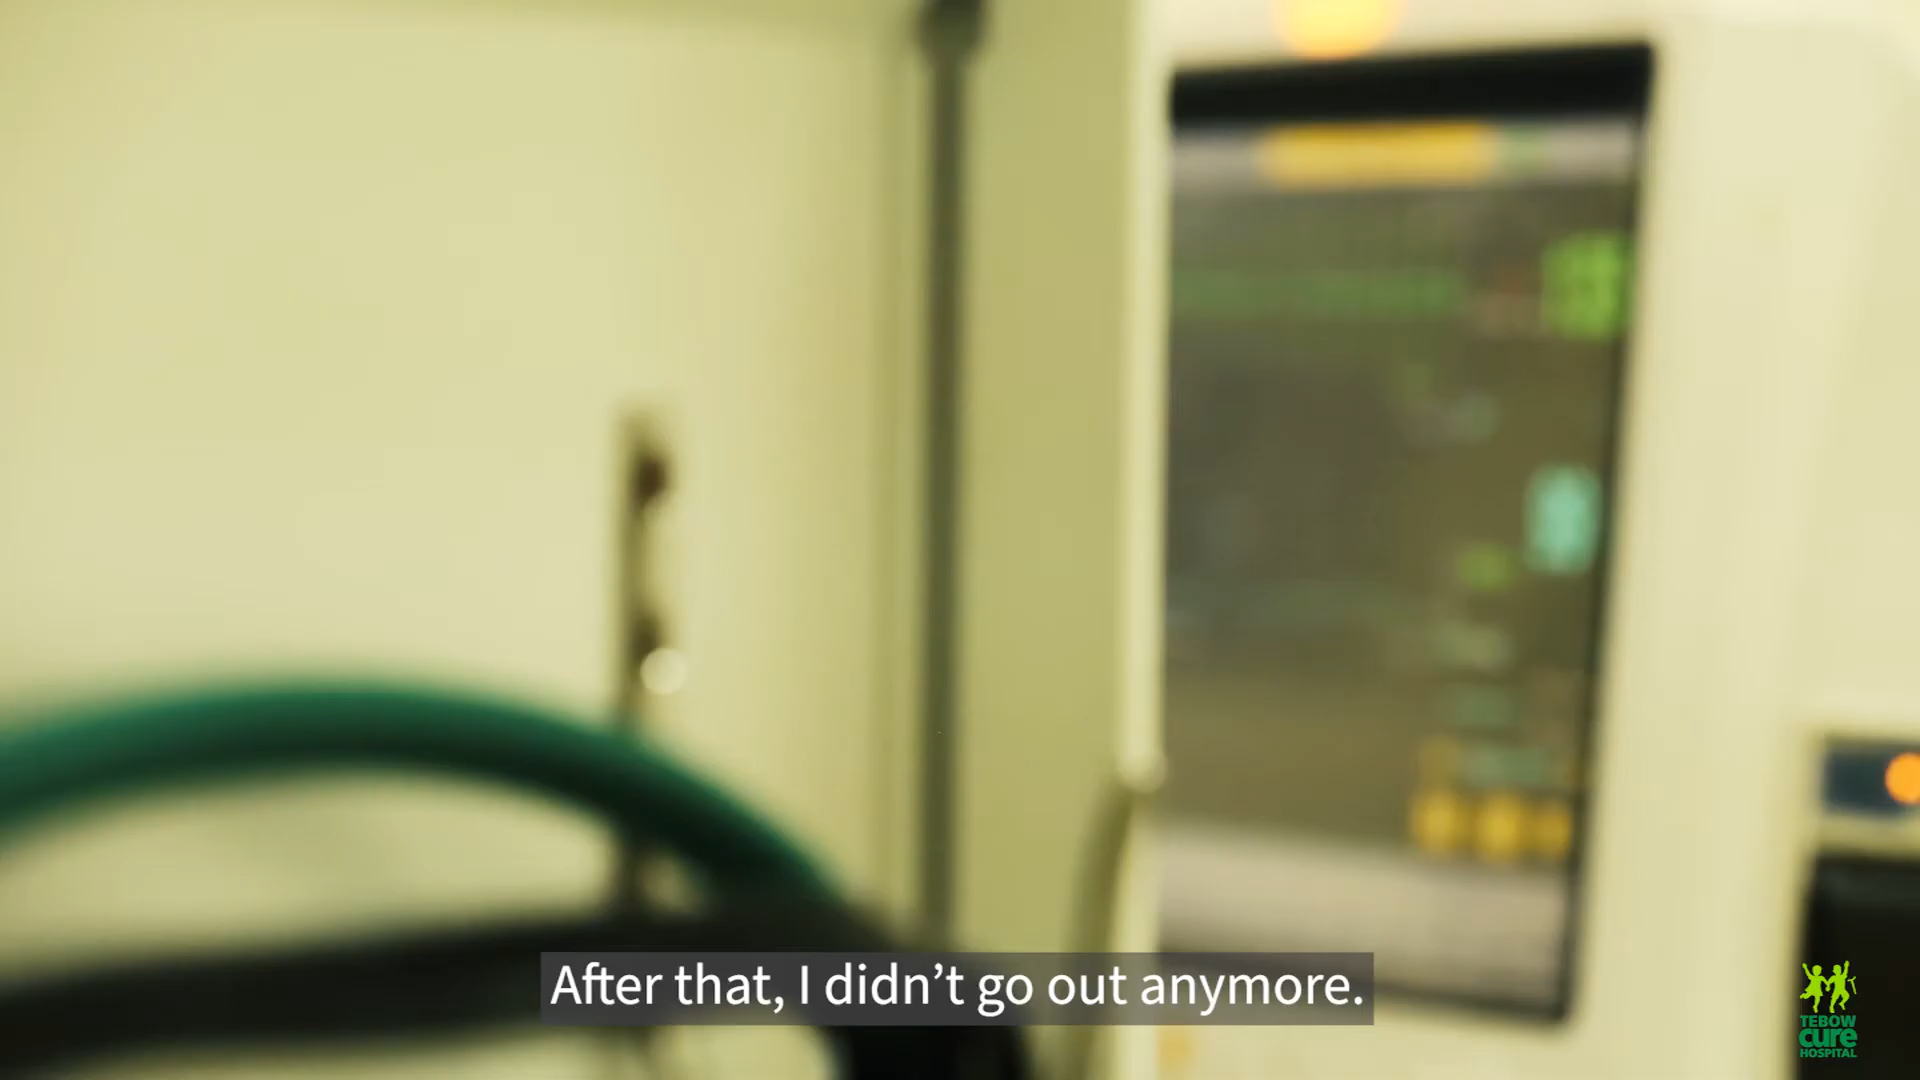 After that, I didn’t go out anymore.
TEBOW
cure
HOSPITAL